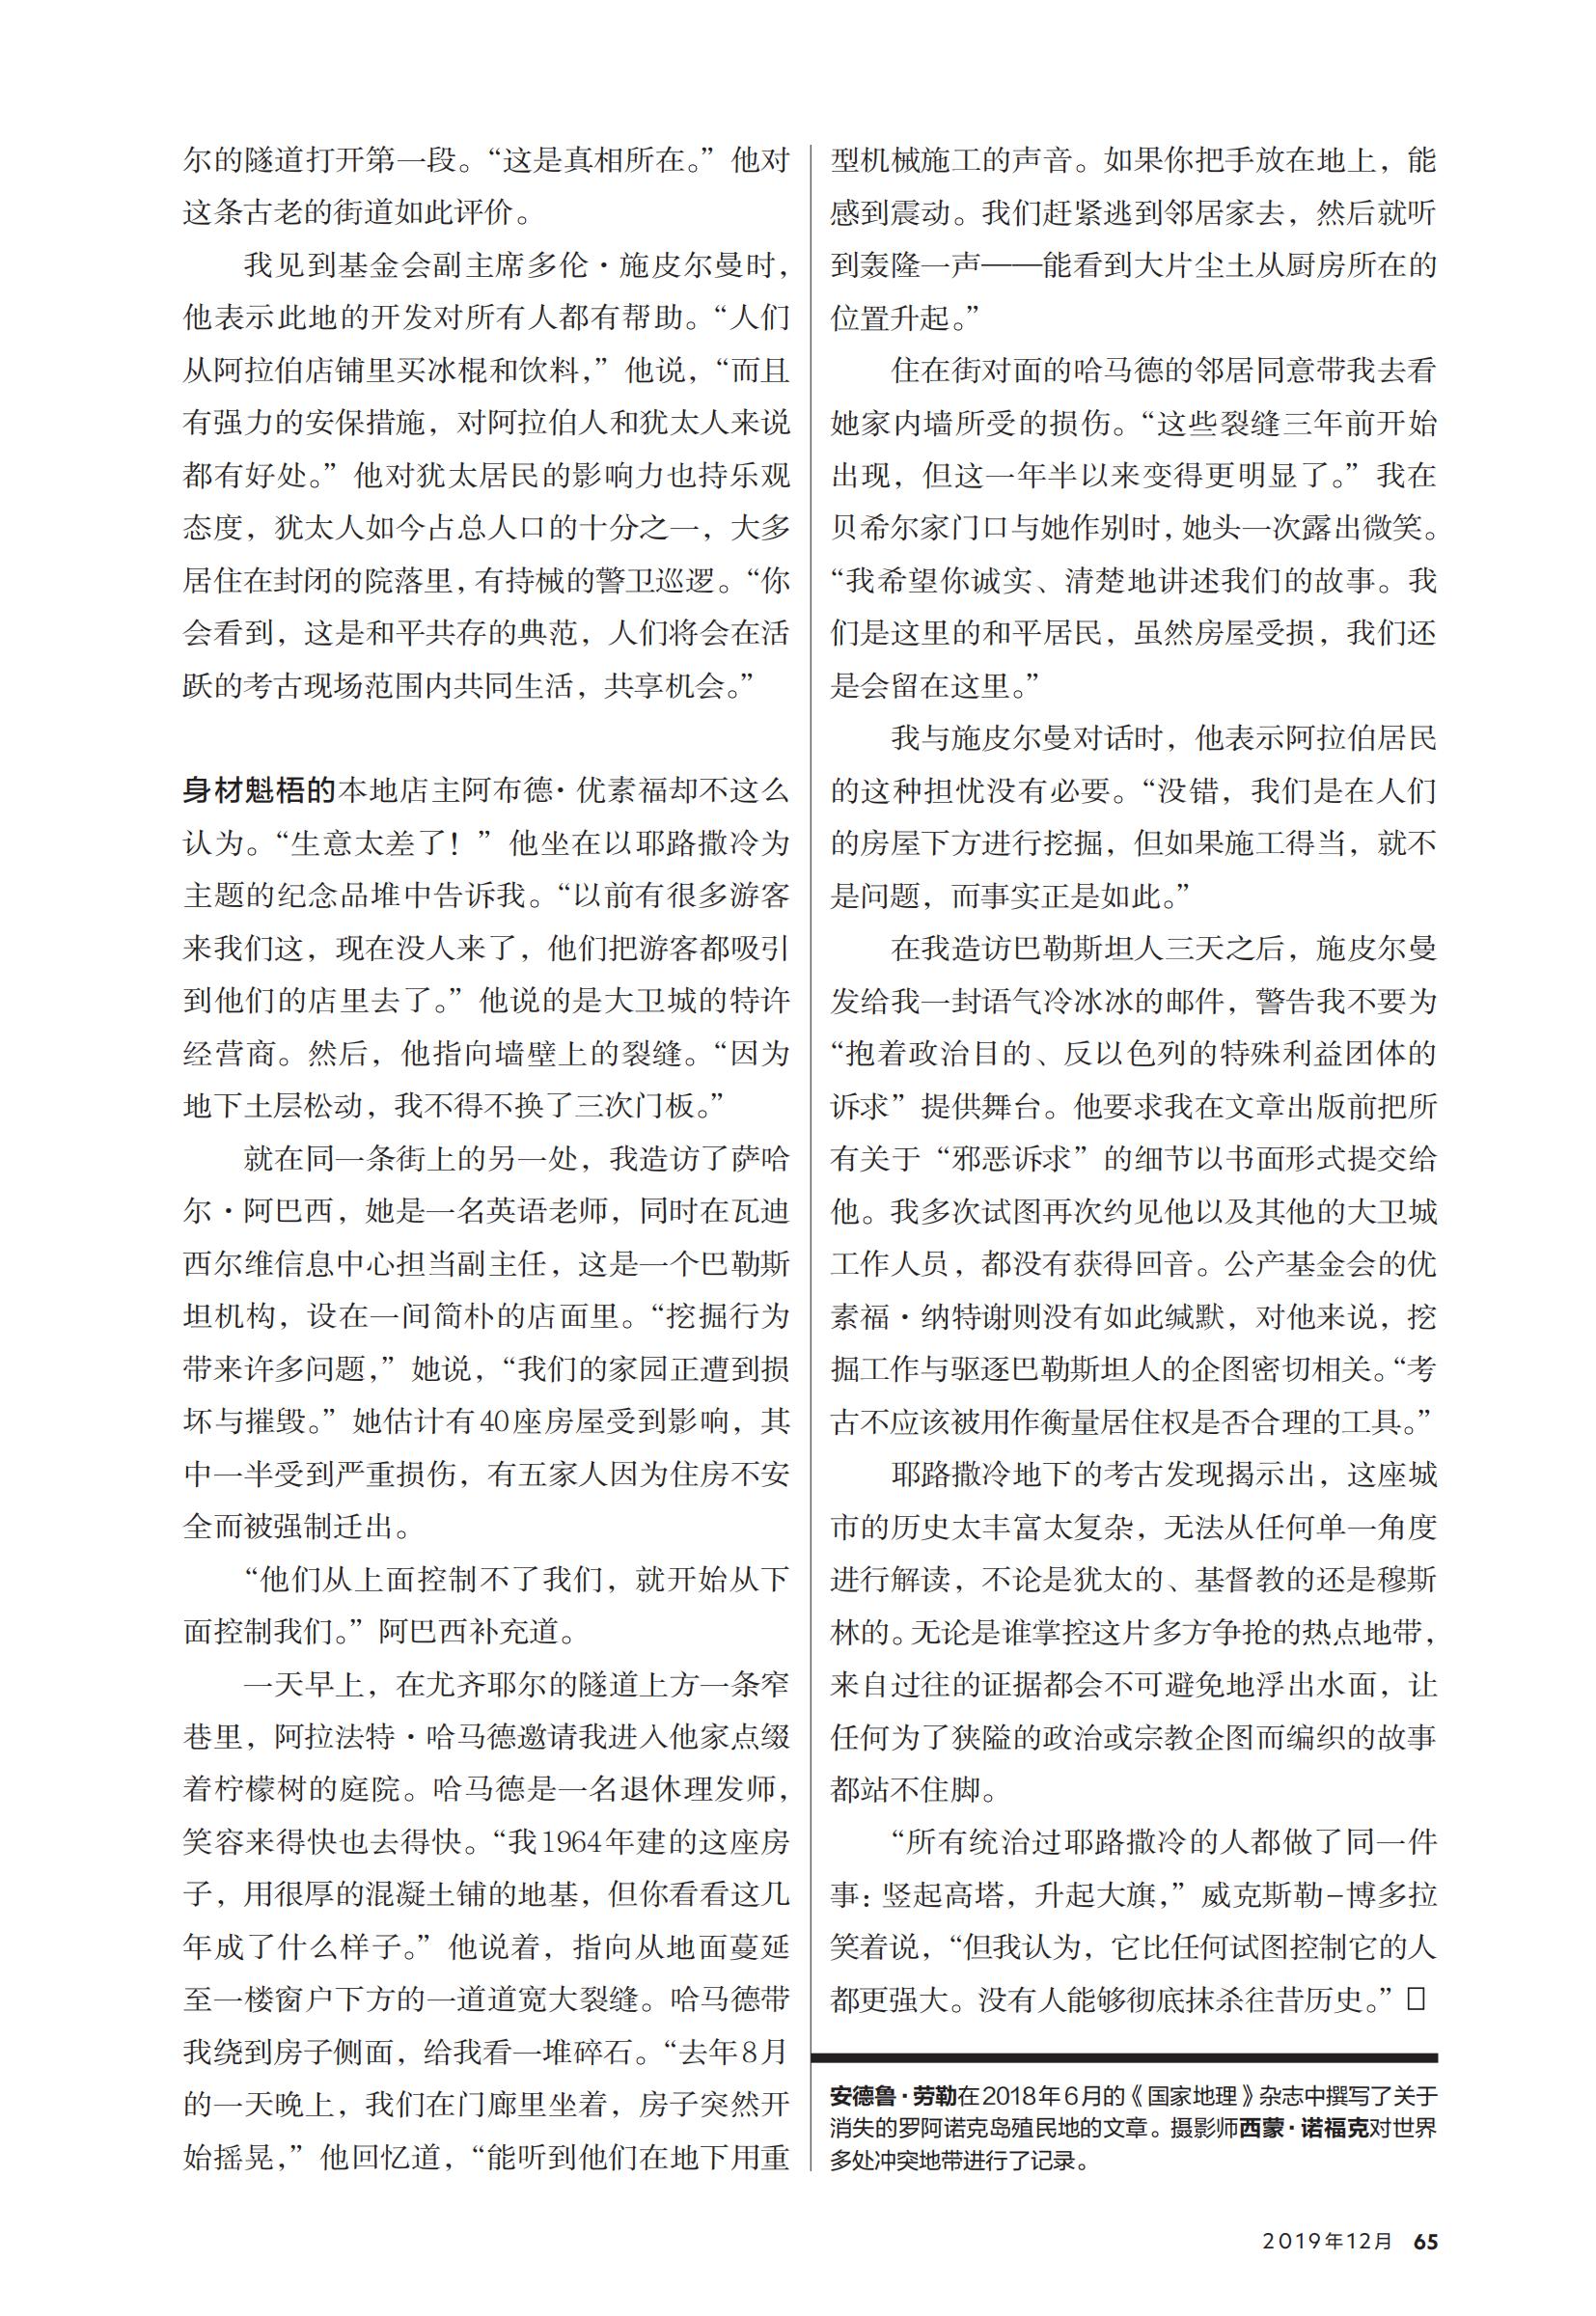 尔的隧道打开第一段。“这是真相所在。”他对
这条古老的街道如此评价。
我见到基金会副主席多伦·施皮尔曼时，
他表示此地的开发对所有人都有帮助。“人们
从阿拉伯店铺里买冰棍和饮料，”他说，“而且
有强力的安保措施，对阿拉伯人和犹太人来说
都有好处。”他对犹太居民的影响力也持乐观
态度，犹太人如今占总人口的十分之一，大多
居住在封闭的院落里，有持械的警卫巡逻。“你
会看到，这是和平共存的典范，人们将会在活
跃的考古现场范围内共同生活，共享机会。”
身材魁梧的本地店主阿布德·优素福却不这么
认为。“生意太差了！”他坐在以耶路撒冷为
主题的纪念品堆中告诉我。“以前有很多游客
来我们这，现在没人来了，他们把游客都吸引
到他们的店里去了。”他说的是大卫城的特许
经营商。然后，他指向墙壁上的裂缝。“因为
地下土层松动，我不得不换了三次门板。”
就在同一条街上的另一处，我造访了萨哈
尔·阿巴西，她是一名英语老师，同时在瓦迪
西尔维信息中心担当副主任，这是一个巴勒斯
坦机构，设在一间简朴的店面里。“挖掘行为
带来许多问题，”她说，“我们的家园正遭到损
坏与摧毁。”她估计有40座房屋受到影响，其
中一半受到严重损伤，有五家人因为住房不安
全而被强制迁出。
“他们从上面控制不了我们，就开始从下
面控制我们。”阿巴西补充道。
一天早上，在尤齐耶尔的隧道上方一条窄
巷里，阿拉法特·哈马德邀请我进入他家点缀
着柠檬树的庭院。哈马德是一名退休理发师，
笑容来得快也去得快。“我1964年建的这座房
子，用很厚的混凝土铺的地基，但你看看这几
年成了什么样子。”他说着，指向从地面蔓延
至一楼窗户下方的一道道宽大裂缝。哈马德带
我绕到房子侧面，给我看一堆碎石。“去年8月
的一天晚上，我们在门廊里坐着，房子突然开
始摇晃，”他回忆道，“能听到他们在地下用重
型机械施工的声音。如果你把手放在地上，能
感到震动。我们赶紧逃到邻居家去，然后就听
到轰隆一声——能看到大片尘土从厨房所在的
位置升起。”
住在街对面的哈马德的邻居同意带我去看
她家内墙所受的损伤。“这些裂缝三年前开始
出现，但这一年半以来变得更明显了。”我在
贝希尔家门口与她作别时，她头一次露出微笑。
“我希望你诚实、清楚地讲述我们的故事。我
们是这里的和平居民，虽然房屋受损，我们还
是会留在这里。”
我与施皮尔曼对话时，他表示阿拉伯居民
的这种担忧没有必要。“没错，我们是在人们
的房屋下方进行挖掘，但如果施工得当，就不
是问题，而事实正是如此。”
在我造访巴勒斯坦人三天之后，施皮尔曼
发给我一封语气冷冰冰的邮件，警告我不要为
“抱着政治目的、反以色列的特殊利益团体的
诉求”提供舞台。他要求我在文章出版前把所
有关于“邪恶诉求”的细节以书面形式提交给
他。我多次试图再次约见他以及其他的大卫城
工作人员，都没有获得回音。公产基金会的优
素福·纳特谢则没有如此缄默，对他来说，挖
掘工作与驱逐巴勒斯坦人的企图密切相关。“考
古不应该被用作衡量居住权是否合理的工具。”
耶路撒冷地下的考古发现揭示出，这座城
市的历史太丰富太复杂，无法从任何单一角度
进行解读，不论是犹太的、基督教的还是穆斯
林的。无论是谁掌控这片多方争抢的热点地带，
来自过往的证据都会不可避免地浮出水面，让
任何为了狭隘的政治或宗教企图而编织的故事
都站不住脚。
“所有统治过耶路撒冷的人都做了同一件
事：竖起高塔，升起大旗，”威克斯勒-博多拉
笑着说，“但我认为，它比任何试图控制它的人
都更强大。没有人能够彻底抹杀往昔历史。”□
安德鲁·劳勒在2018年6月的《国家地理》杂志中撰写了关于
消失的罗阿诺克岛殖民地的文章。摄影师西蒙·诺福克对世界
多处冲突地带进行了记录。
2019年12月 65